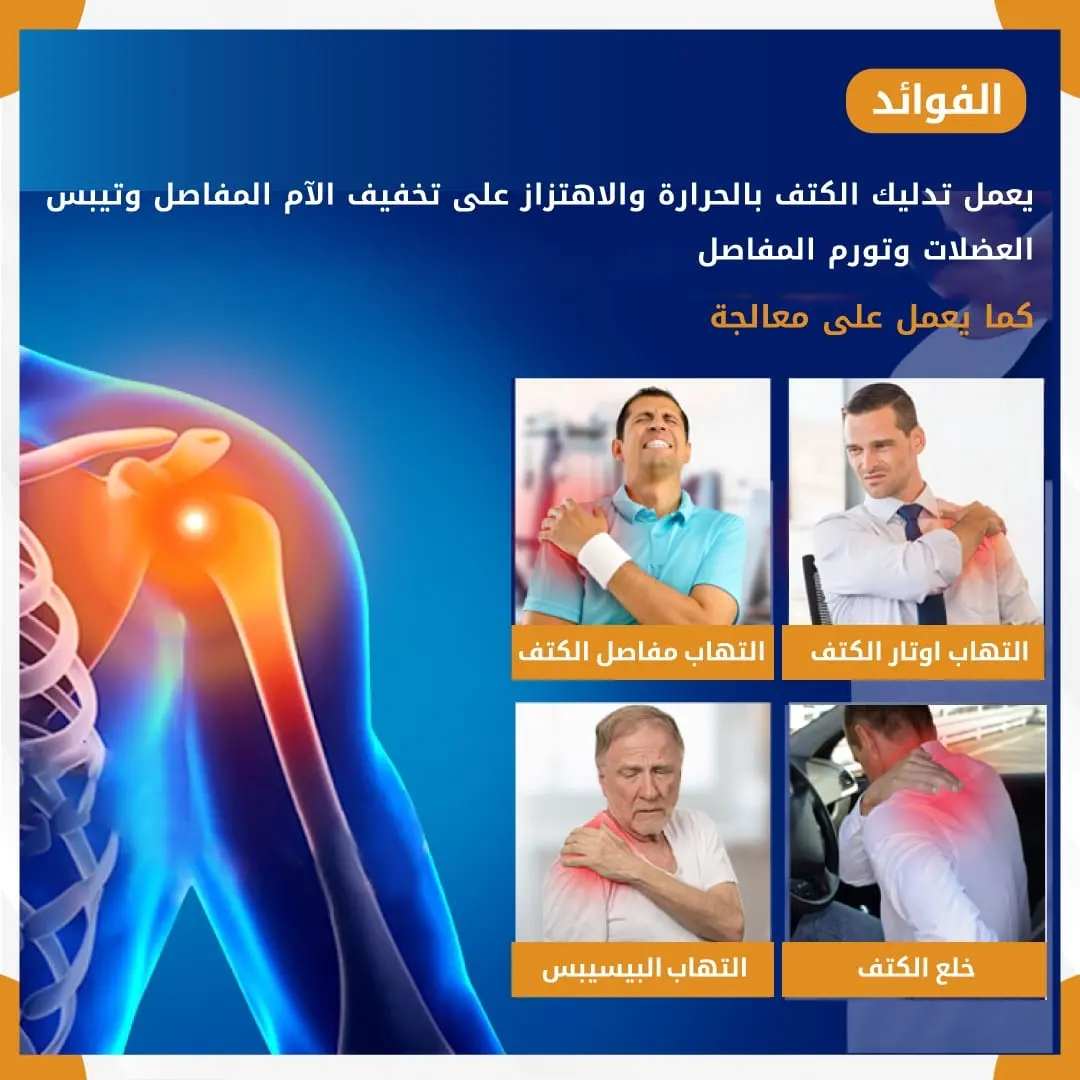 الفوائد
يعمل تدليك الكتف بالحرارة والاهتزاز على تخفيف الآم المفاصل وتيبس
العضلات وتورم المفاصل
كما يعمل على معالجة
التهاب اوتار الكتف
التهاب مفاصل الكتف
خلع الكتف
التهاب البيسيبس